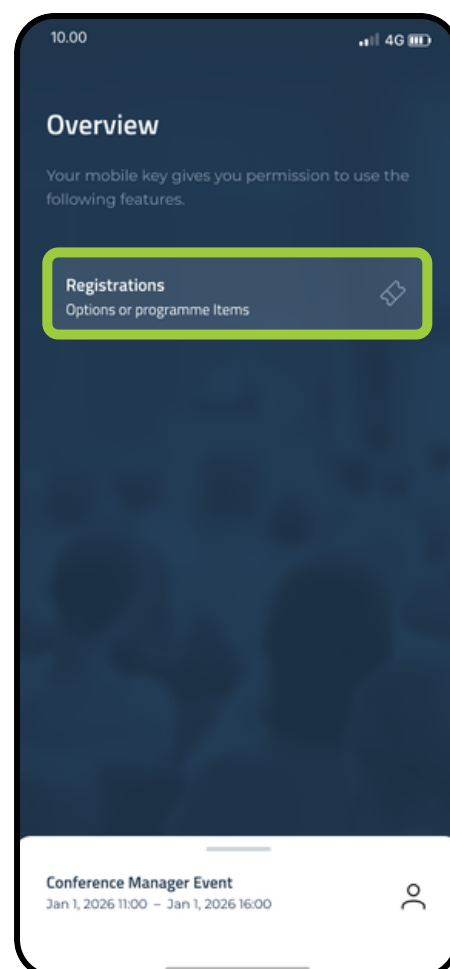 10.00 4G
Overview
Your mobile key gives you permission to use the
following features.
Registrations
Options or programme Items
Conference Manager Event
Jan 1, 2026 11:00 – Jan 1, 2026 16:00